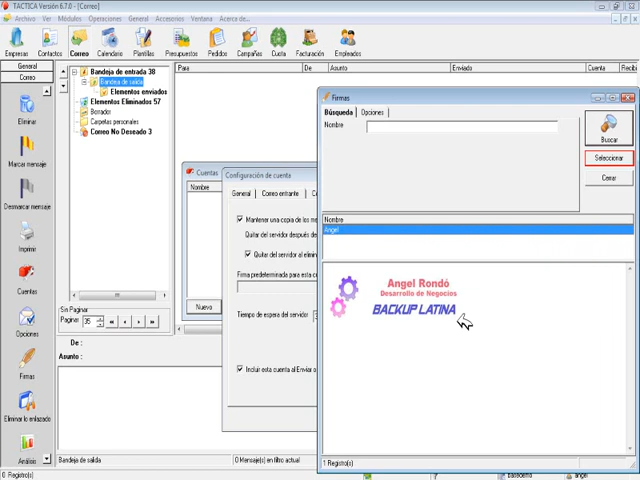 TACTICA Versión 6.7.0 - [Correo]
Archivo Ver Módulos Operaciones General Accesorios Ventana Acerca de...
Empresas Contactos Correo Calendario Plantillas Presupuestos Pedidos Campañas Cuota Facturación Empleados
General
Correo
Eliminar
Marcar mensaje
Desmarcar mensaje
Imprimir
Cuentas
Opciones
Firmas
Eliminar lo enlazado
Análisis
Bandeja de entrada 38
Bandeja de salida
Elementos enviados
Elementos Eliminados 57
Borrador
Carpetas personales
Correo No Deseado 3
Sin Paginar
Paginar 35
Para De Asunto Enviado Cuenta Recibi
De :
Asunto :
Cuentas
Nombre
Nuevo
Configuración de cuenta
General Correo entrante
Mantener una copia de los me
Quitar del servidor después de
Quitar del servidor al elimin
Firma predeterminada para esta c
Tiempo de espera del servidor
Incluir esta cuenta al Enviar o
Firmas
Búsqueda Opciones
Nombre
Buscar
Seleccionar
Cerrar
Nombre
Angel
Angel Rondó
Desarrollo de Negocios
BACKUP LATINA
1 Registro(s)
Bandeja de salida
0 Mensaje(s) en filtro actual
0 Registro(s)
angel